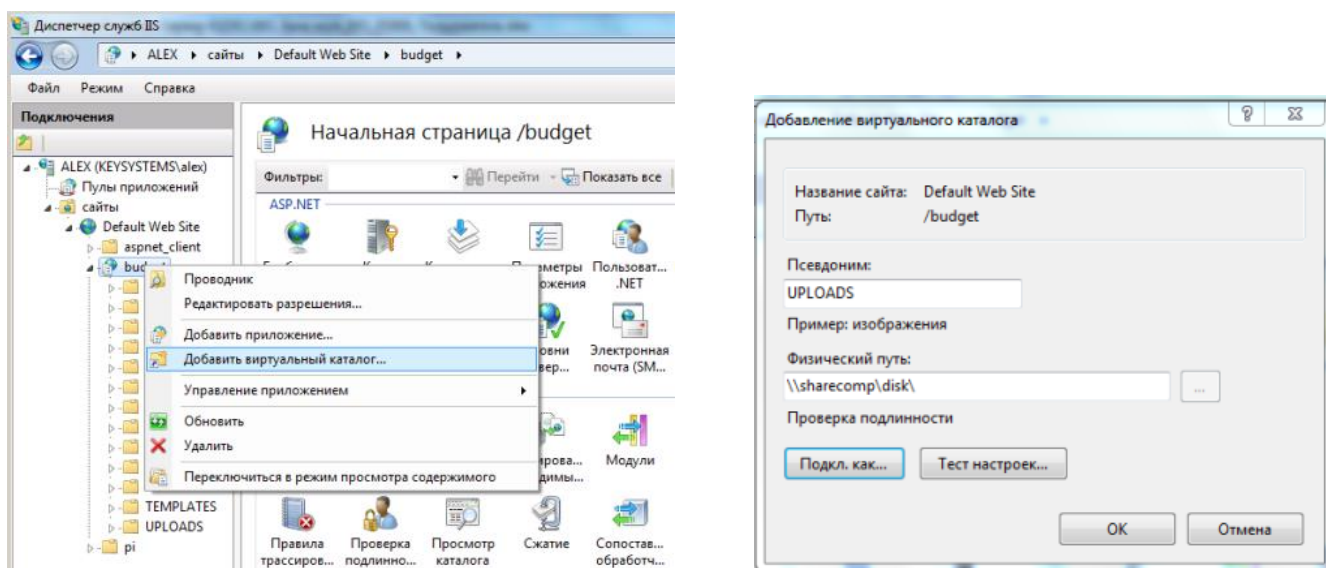 Диспетчер служб IIS
ALEX сайты Default Web Site budget
Файл Режим Справка
Подключения
ALEX (KEYSYSTEMS\alex)
Пулы приложений
сайты
Default Web Site
aspnet_client
TEMPLATES
UPLOADS
pi
Начальная страница /budget
Фильтры: Перейти Показать все
ASP.NET
Пользоват...
.NET
Электронная
почта (SM...
Модули
Правила
трассиров...
Проверка
подлинно...
Просмотр
каталога
Сжатие
Сопостав...
обработч...
Проводник
Редактировать разрешения...
Добавить приложение...
Добавить виртуальный каталог...
Управление приложением
Обновить
Удалить
Переключиться в режим просмотра содержимого
Добавление виртуального каталога
Название сайта: Default Web Site
Путь: /budget
Псевдоним:
UPLOADS
Пример: изображения
Физический путь:
\\sharecomp\disk\
...
Проверка подлинности
Подкл. как... Тест настроек...
OK Отмена